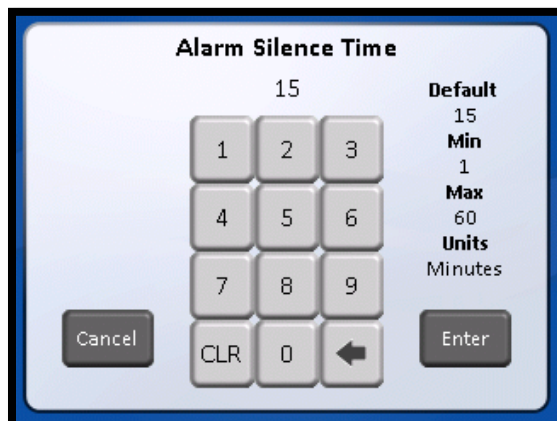 Alarm Silence Time
15
Default
15
Min
1
Max
60
Units
Minutes
1 2 3
4 5 6
7 8 9
CLR 0
Cancel
Enter